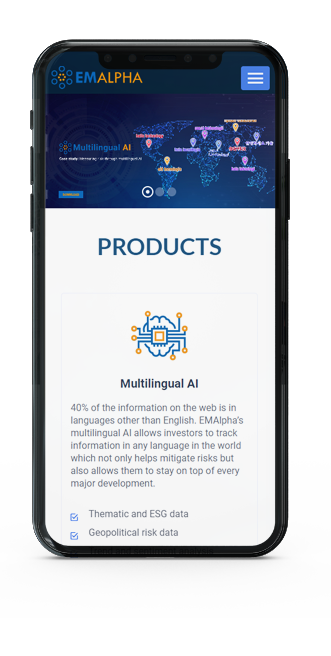 EMALPHA
Multilingual AI
PRODUCTS
Multilingual AI
40% of the information on the web is in
languages other than English. EMAlpha's
multilingual AI allows investors to track
information in any language in the world
which not only helps mitigate risks but
also allows them to stay on top of every
major development.
Thematic and ESG data
Geopolitical risk data